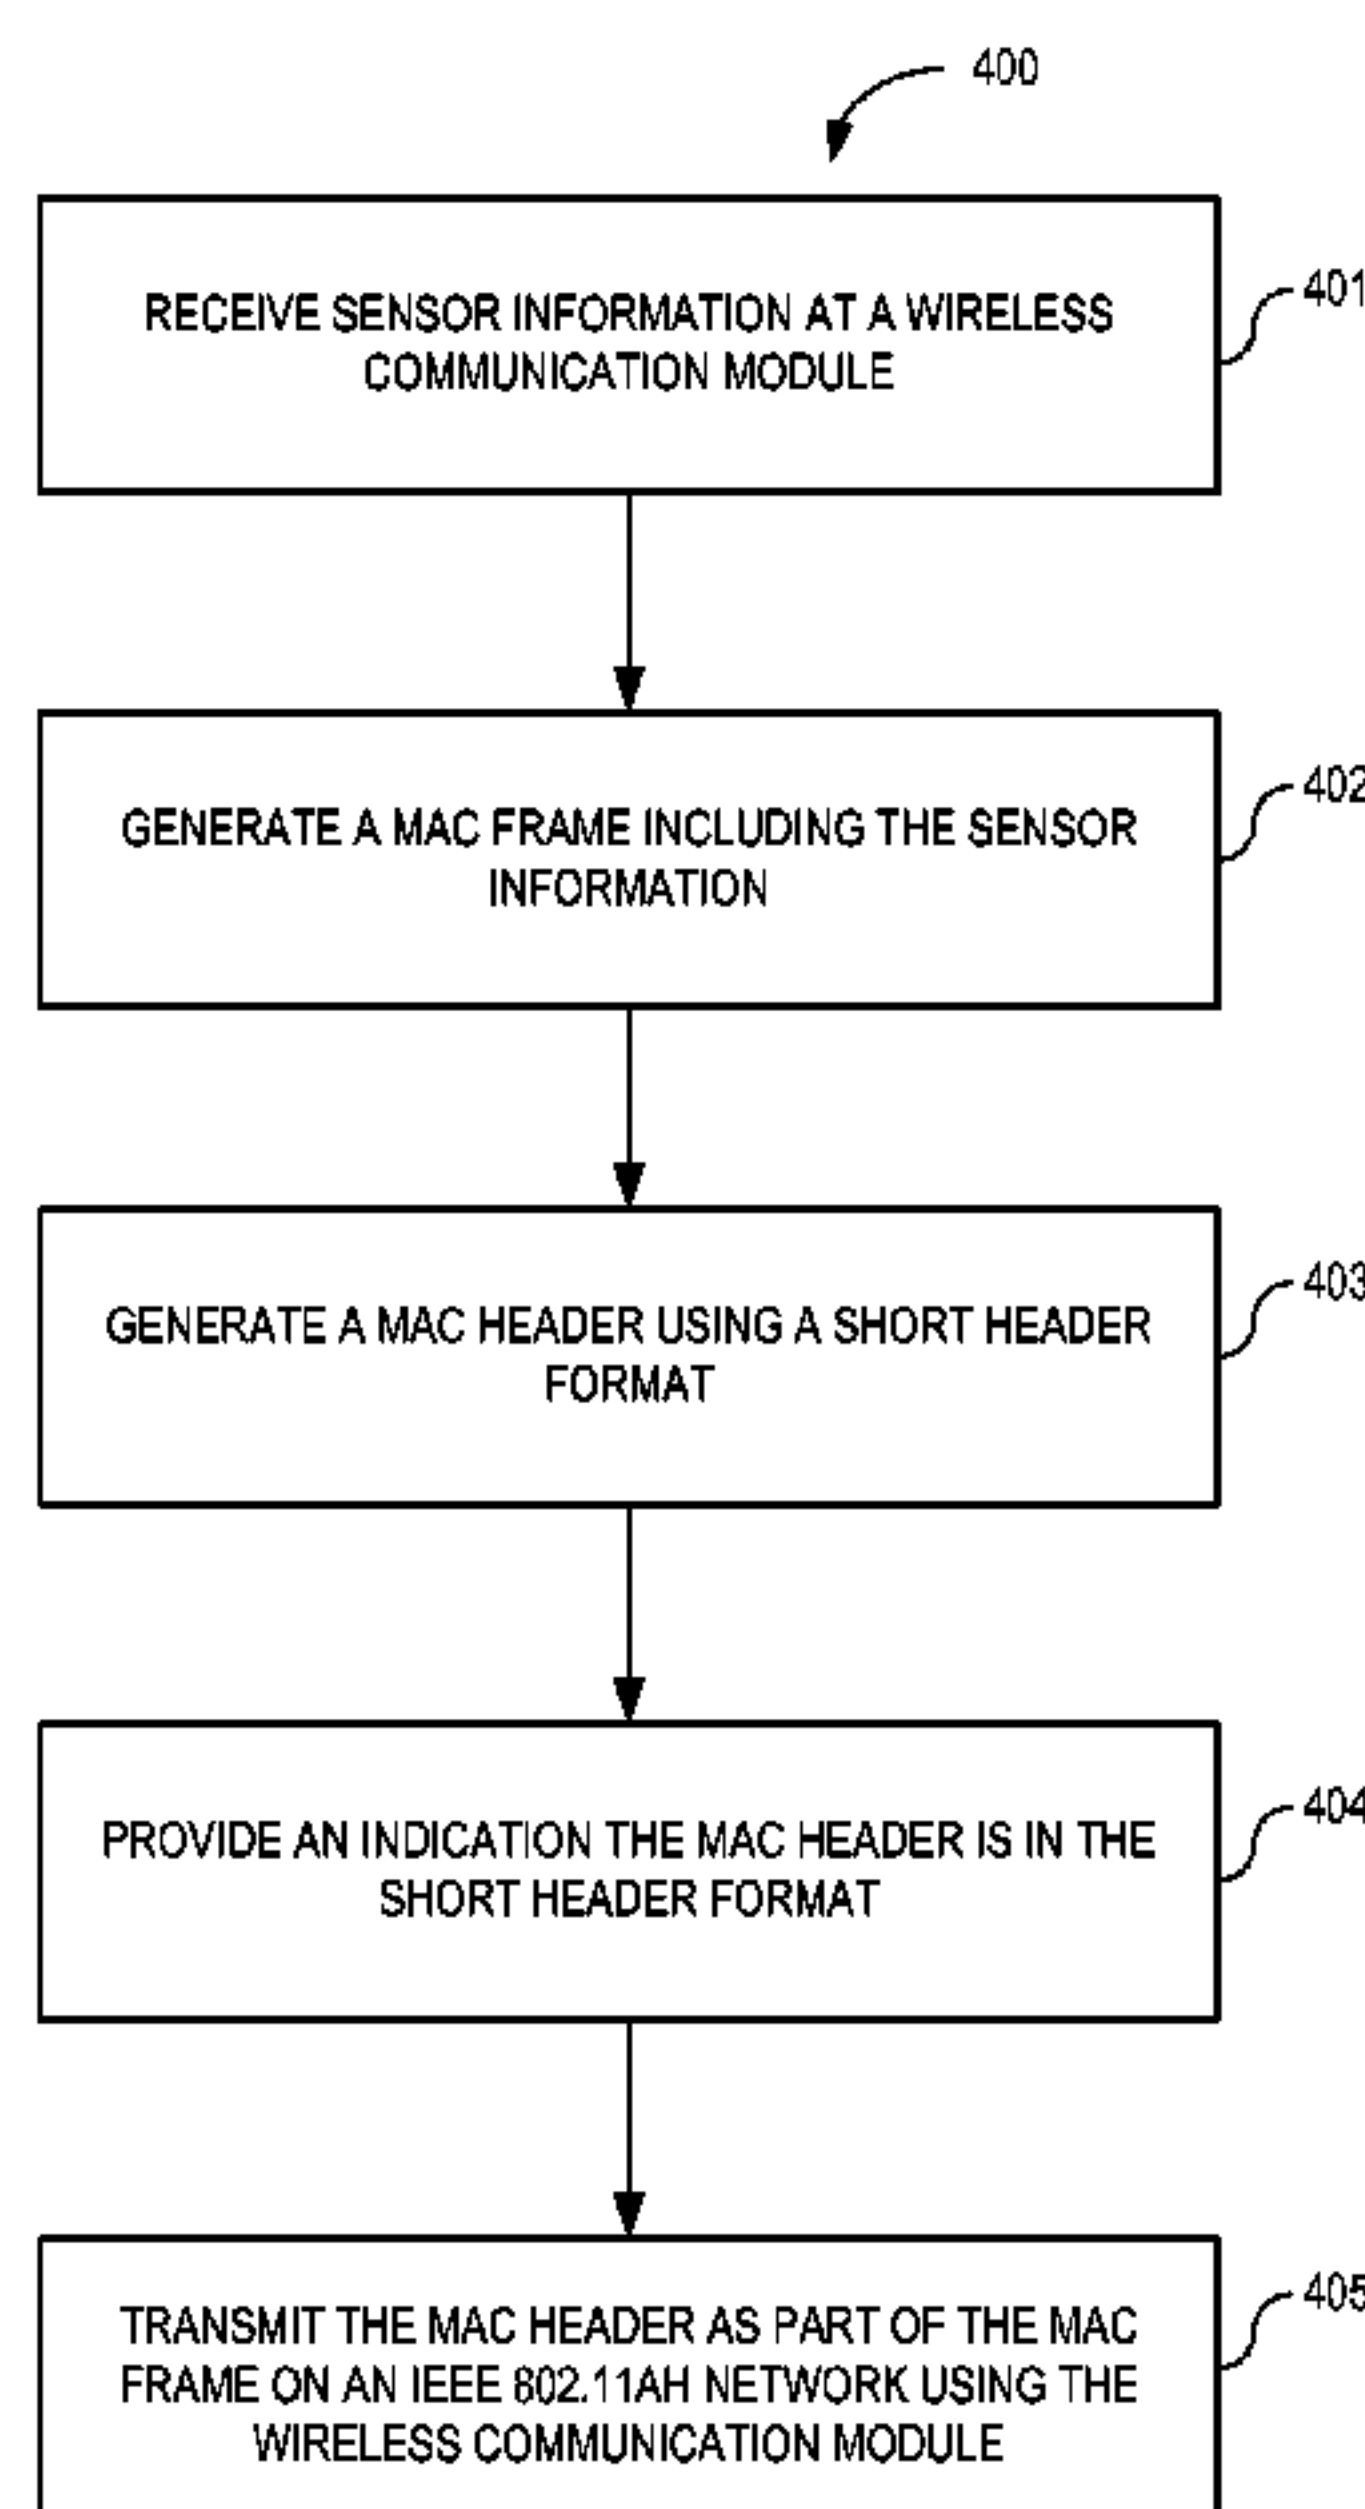 400
RECEIVE SENSOR INFORMATION AT A WIRELESS
COMMUNICATION MODULE
401
GENERATE A MAC FRAME INCLUDING THE SENSOR
INFORMATION
402
GENERATE A MAC HEADER USING A SHORT HEADER
FORMAT
403
PROVIDE AN INDICATION THE MAC HEADER IS IN THE
SHORT HEADER FORMAT
404
TRANSMIT THE MAC HEADER AS PART OF THE MAC
FRAME ON AN IEEE 802.11AH NETWORK USING THE
WIRELESS COMMUNICATION MODULE
405